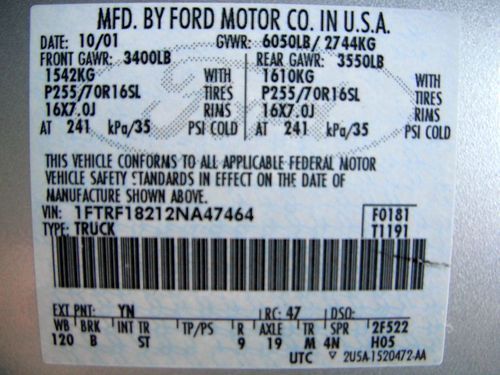 MFD. BY FORD MOTOR CO. IN U.S.A.
DATE: 10/01 GVWR: 6050LB/ 2744KG
FRONT GAWR: 3400LB REAR GAWR: 3550LB
1542KG WITH 1610KG WITH
P255/70R16SL TIRES P255/70R16SL TIRES
16X7.0J RIMS 16X7.0J RIMS
AT 241 kPa/35 PSI COLD AT 241 kPa/35 PSI COLD
THIS VEHICLE CONFORMS TO ALL APPLICABLE FEDERAL MOTOR
VEHICLE SAFETY STANDARDS IN EFFECT ON THE DATE OF
MANUFACTURE SHOWN ABOVE.
VIN: 1FTRF18212NA47464 F0181
TYPE: TRUCK T1191
EXT PNT: YN RC: 47 DSO:
WB BRK INT TR TP/PS R AXLE TR SPR 2F522
120 B ST 9 19 M 4N H05
UTC ▽ 2U5A-1520472-AA